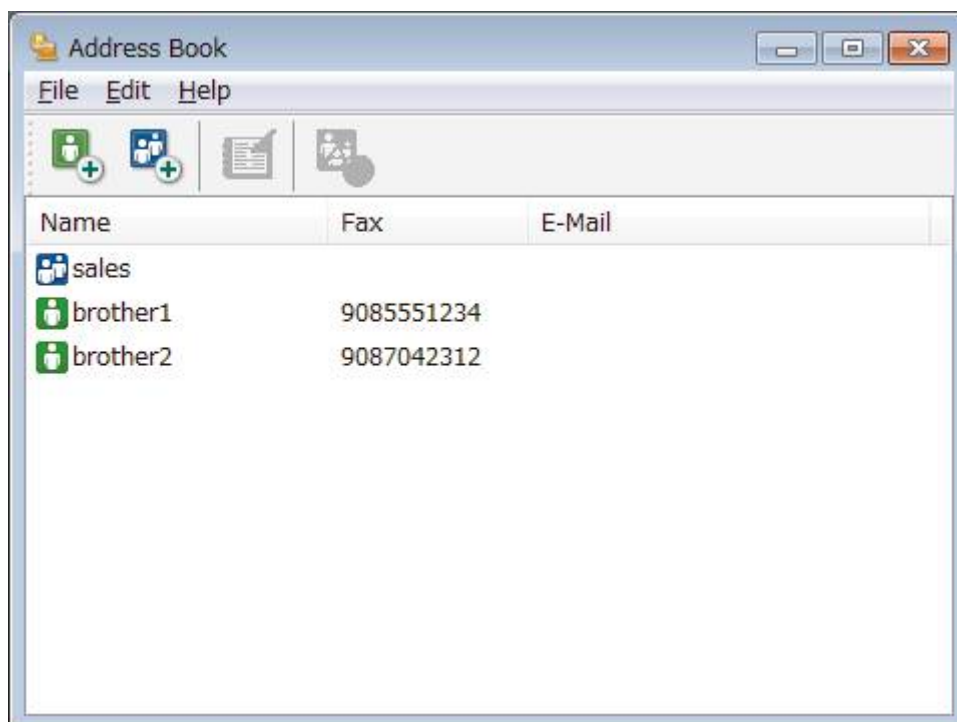 Address Book
File Edit Help
Name Fax E-Mail
sales
brother1 9085551234
brother2 9087042312